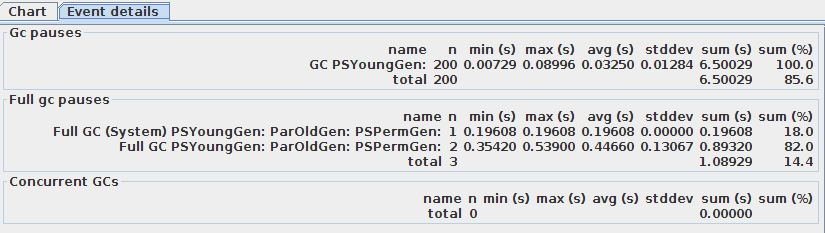 Chart Event details
Gc pauses
name n min (s) max (s) avg (s) stddev sum (s) sum (%)
GC PSYoungGen: 200 0.00729 0.08996 0.03250 0.01284 6.50029 100.0
total 200 6.50029 85.6
Full gc pauses
name n min (s) max (s) avg (s) stddev sum (s) sum (%)
Full GC (System) PSYoungGen: ParOldGen: PSPermGen: 1 0.19608 0.19608 0.19608 0.00000 0.19608 18.0
Full GC PSYoungGen: ParOldGen: PSPermGen: 2 0.35420 0.53900 0.44660 0.13067 0.89320 82.0
total 3 1.08929 14.4
Concurrent GCs
name n min (s) max (s) avg (s) stddev sum (s) sum (%)
total 0 0.00000